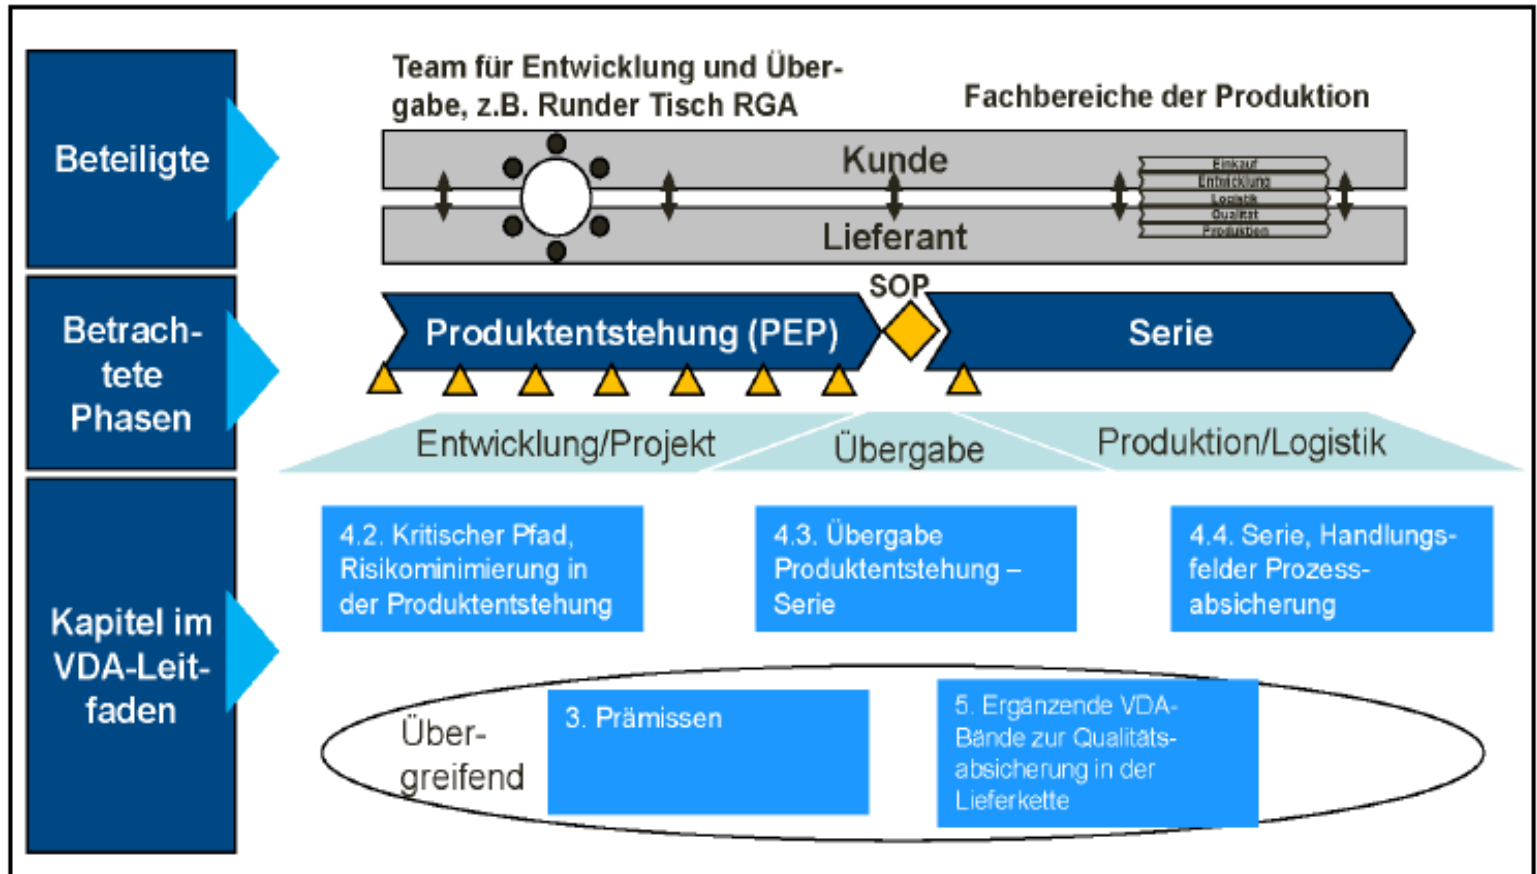 Beteiligte
Team für Entwicklung und Über-
gabe, z.B. Runder Tisch RGA
Fachbereiche der Produktion
Kunde
Lieferant
Einkauf
Entwicklung
Logistik
Qualität
Produktion
Betrach-
tete
Phasen
SOP
Produktentstehung (PEP)
Serie
Entwicklung/Projekt
Übergabe
Produktion/Logistik
Kapitel im
VDA-Leit-
faden
4.2. Kritischer Pfad,
Risikominimierung in
der Produktentstehung
4.3. Übergabe
Produktentstehung –
Serie
4.4. Serie, Handlungs-
felder Prozess-
absicherung
Über-
greifend
3. Prämissen
5. Ergänzende VDA-
Bände zur Qualitäts-
absicherung in der
Lieferkette